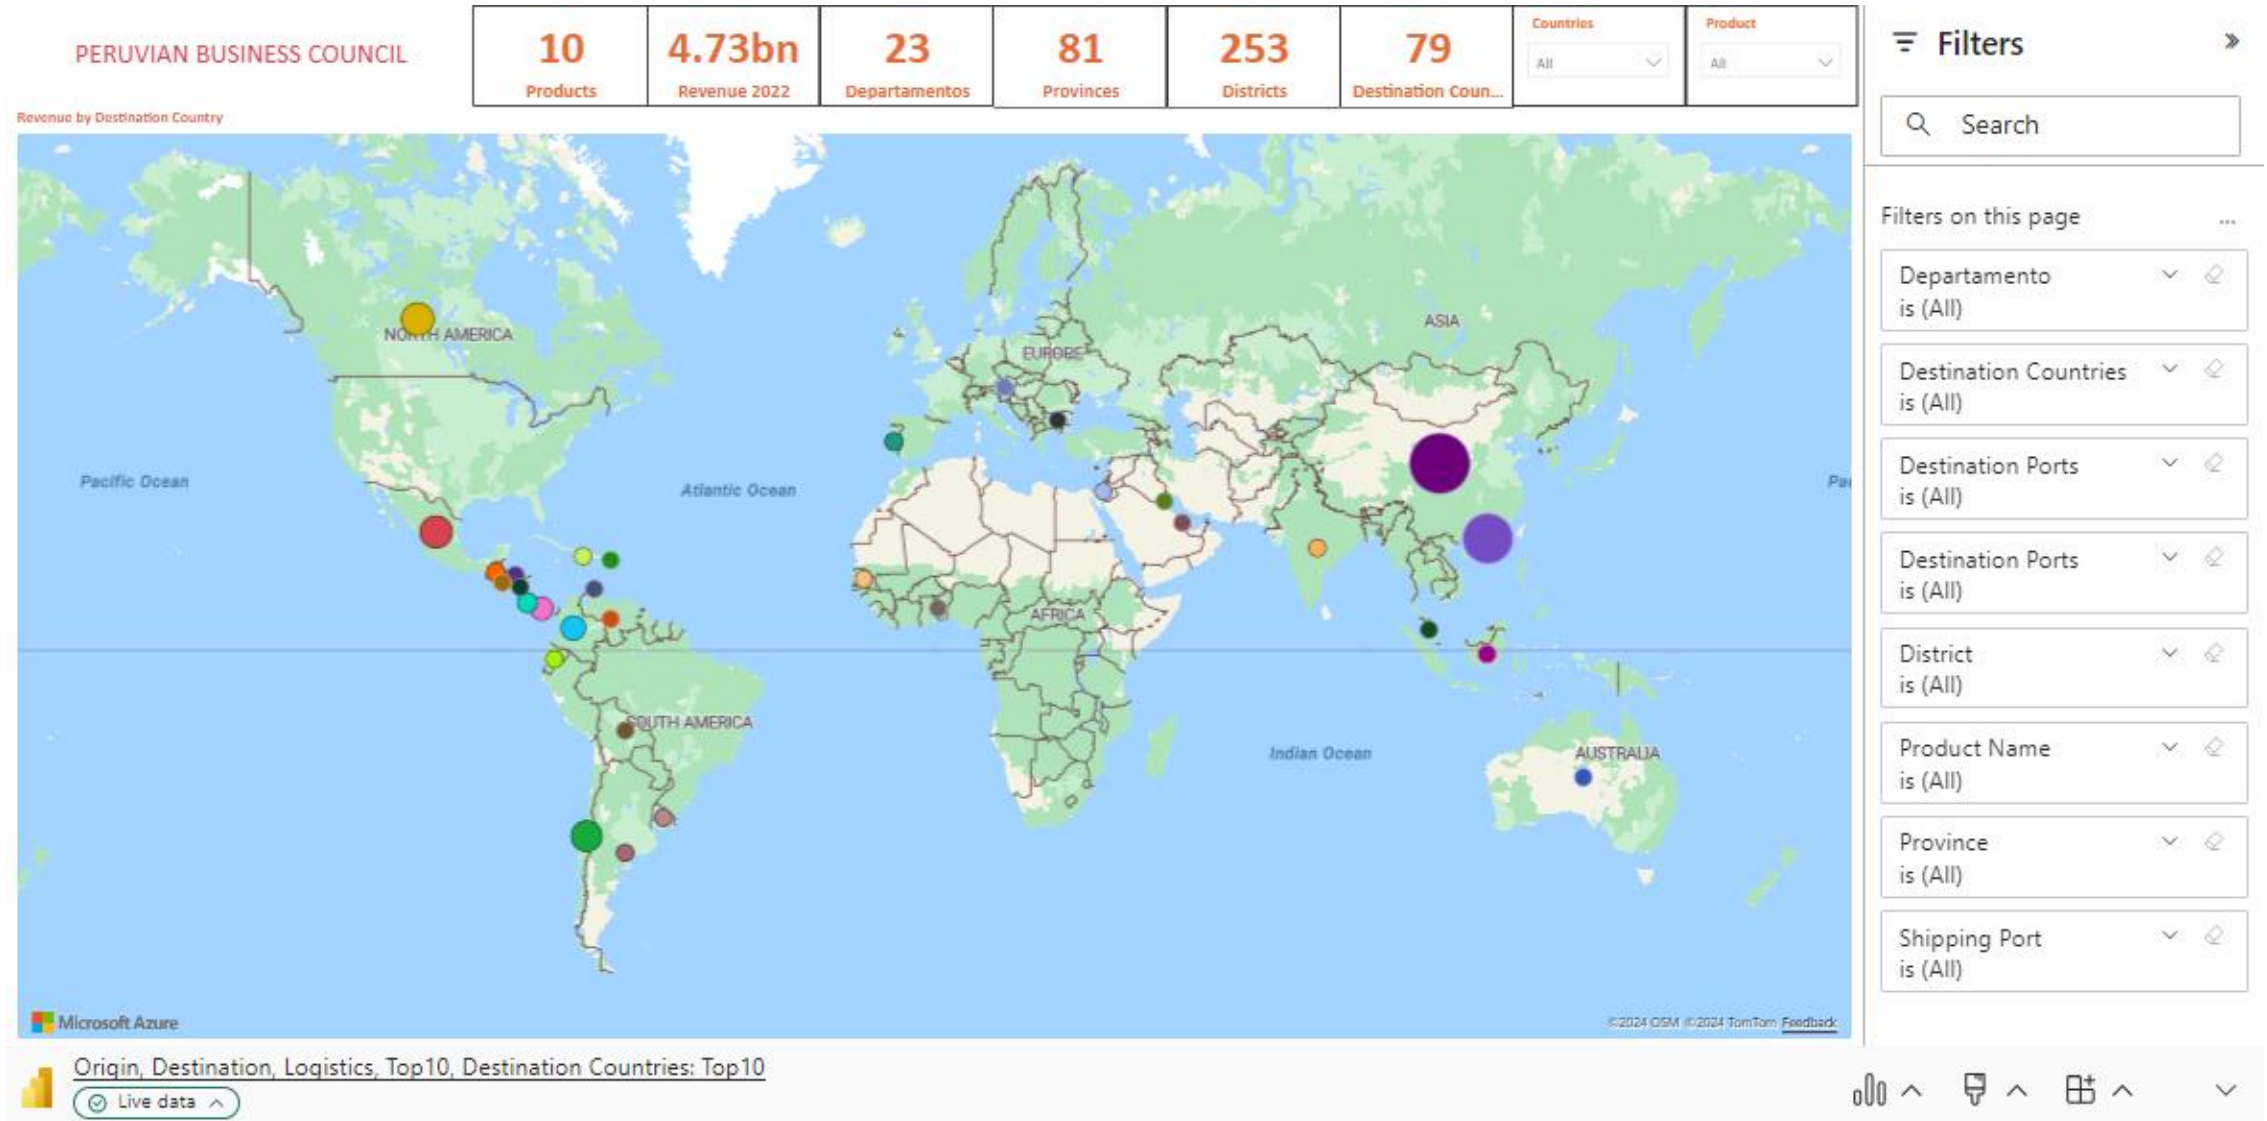 PERUVIAN BUSINESS COUNCIL
10
Products
4.73bn
Revenue 2022
23
Departamentos
81
Provinces
253
Districts
79
Destination Coun...
Countries
All
Product
All
Revenue by Destination Country
NORTH AMERICA
ASIA
EUROPE
Pacific Ocean
Atlantic Ocean
Pa
AFRICA
SOUTH AMERICA
Indian Ocean
AUSTRALIA
Microsoft Azure
©2024 OSM ©2024 TomTom Feedback
Filters
Search
Filters on this page
...
Departamento
is (All)
Destination Countries
is (All)
Destination Ports
is (All)
Destination Ports
is (All)
District
is (All)
Product Name
is (All)
Province
is (All)
Shipping Port
is (All)
Origin, Destination, Logistics, Top10, Destination Countries: Top10
Live data